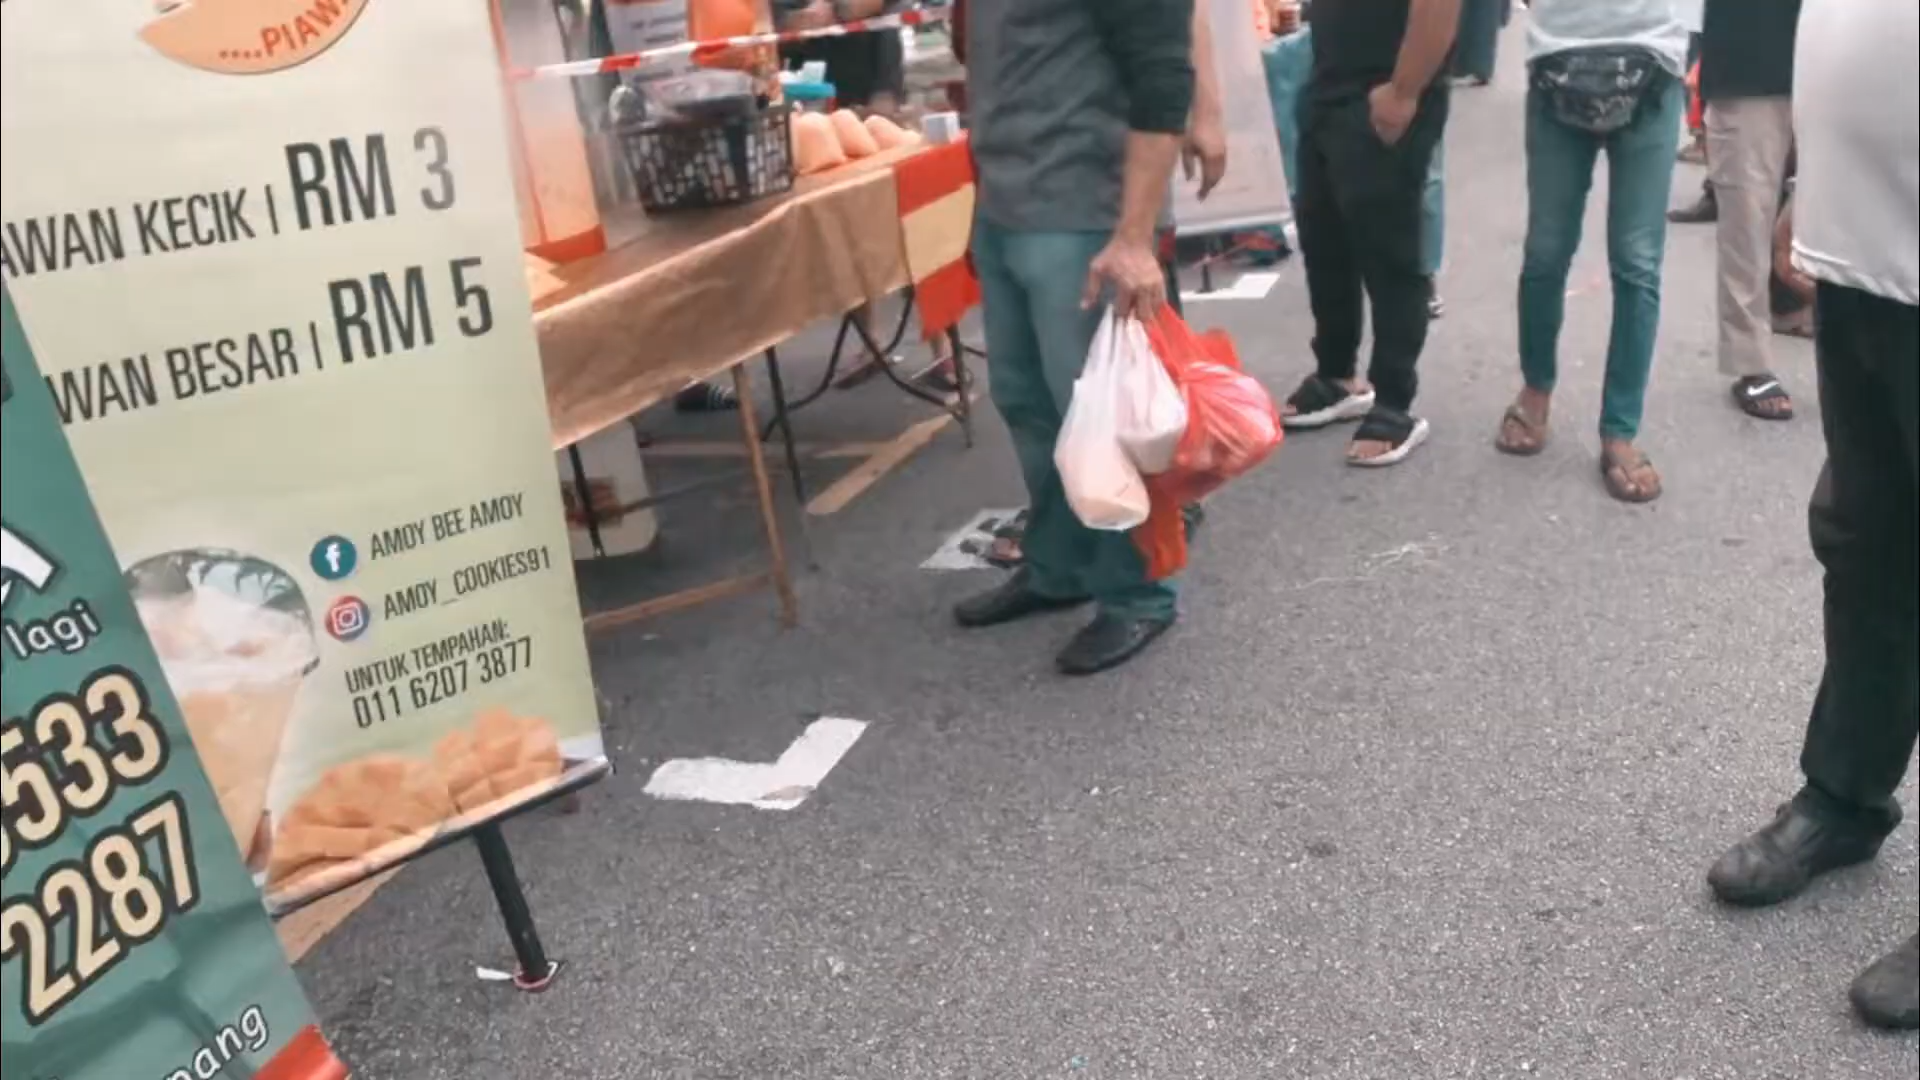 ....PIAW
AWAN KECIK | RM 3
WAN BESAR | RM 5
AMOY BEE AMOY
AMOY_COOKIES91
UNTUK TEMPAHAN:
011 6207 3877
lagi
533
2287
nang